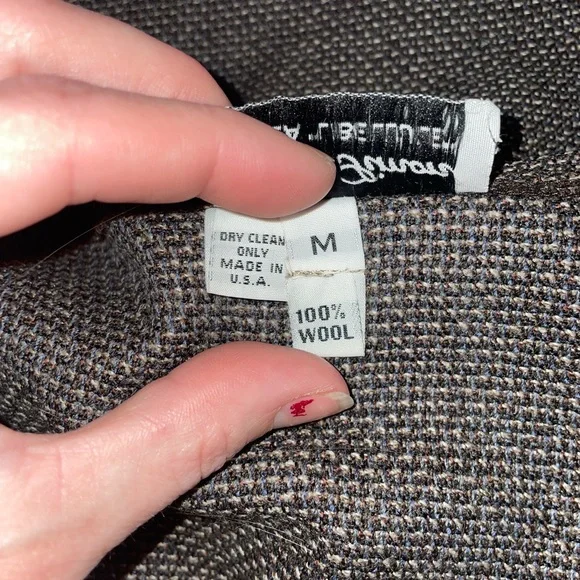 DRY CLEAN
ONLY
MADE IN
U.S.A.
M
100%
WOOL